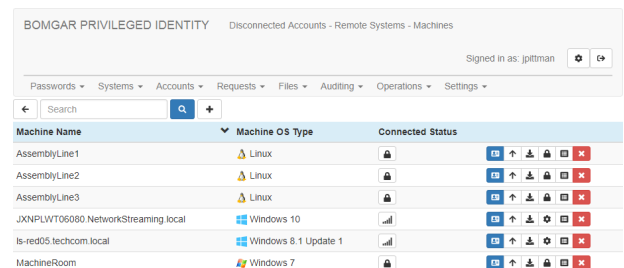 BOMGAR PRIVILEGED IDENTITY Disconnected Accounts - Remote Systems - Machines
Signed in as: jpittman
Passwords Systems Accounts Requests Files Auditing Operations Settings
Search
Machine Name Machine OS Type Connected Status
AssemblyLine1 Linux
AssemblyLine2 Linux
AssemblyLine3 Linux
JXNPLWT06080.NetworkStreaming.local Windows 10
ls-red05.techcom.local Windows 8.1 Update 1
MachineRoom Windows 7